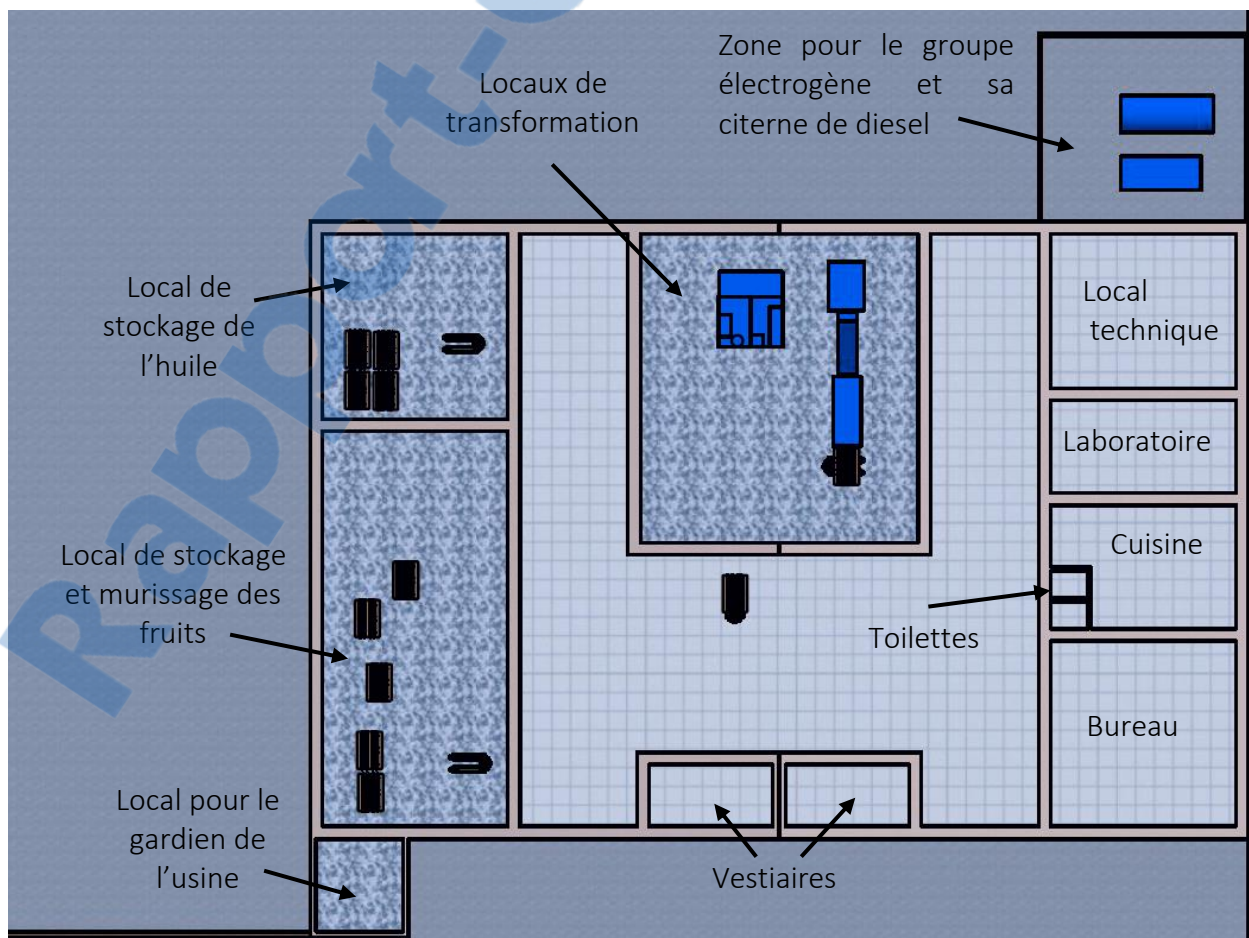 Zone pour le groupe
électrogène et sa
citerne de diesel
Locaux de
transformation
Local de
stockage de
l’huile
Local
technique
Laboratoire
Cuisine
Local de stockage
et murissage des
fruits
Toilettes
Bureau
Local pour le
gardien de
l’usine
Vestiaires
Rapport-